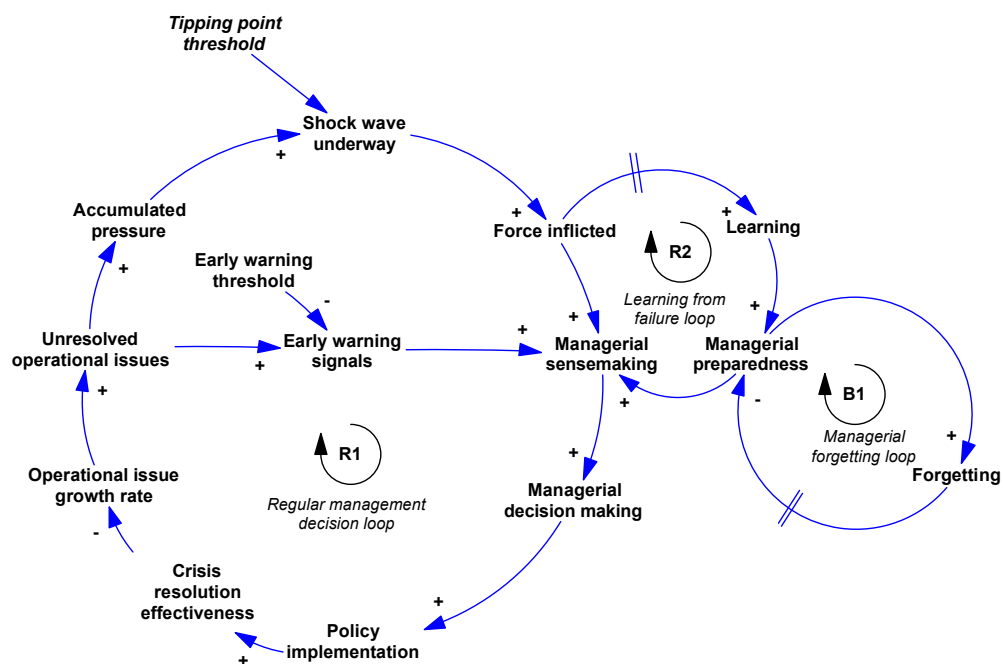 Tipping point
threshold
Shock wave
underway
+
Accumulated
pressure
+
Force inflicted
+
Learning
+
R2
Learning from
failure loop
Early warning
threshold
-
+
Unresolved
operational issues
+
Early warning
signals
+
+
Managerial
sensemaking
+
Managerial
preparedness
+
-
B1
Managerial
forgetting loop
+
Forgetting
+
R1
Regular management
decision loop
Operational issue
growth rate
-
+
Managerial
decision making
Crisis
resolution
effectiveness
+
+
Policy
implementation